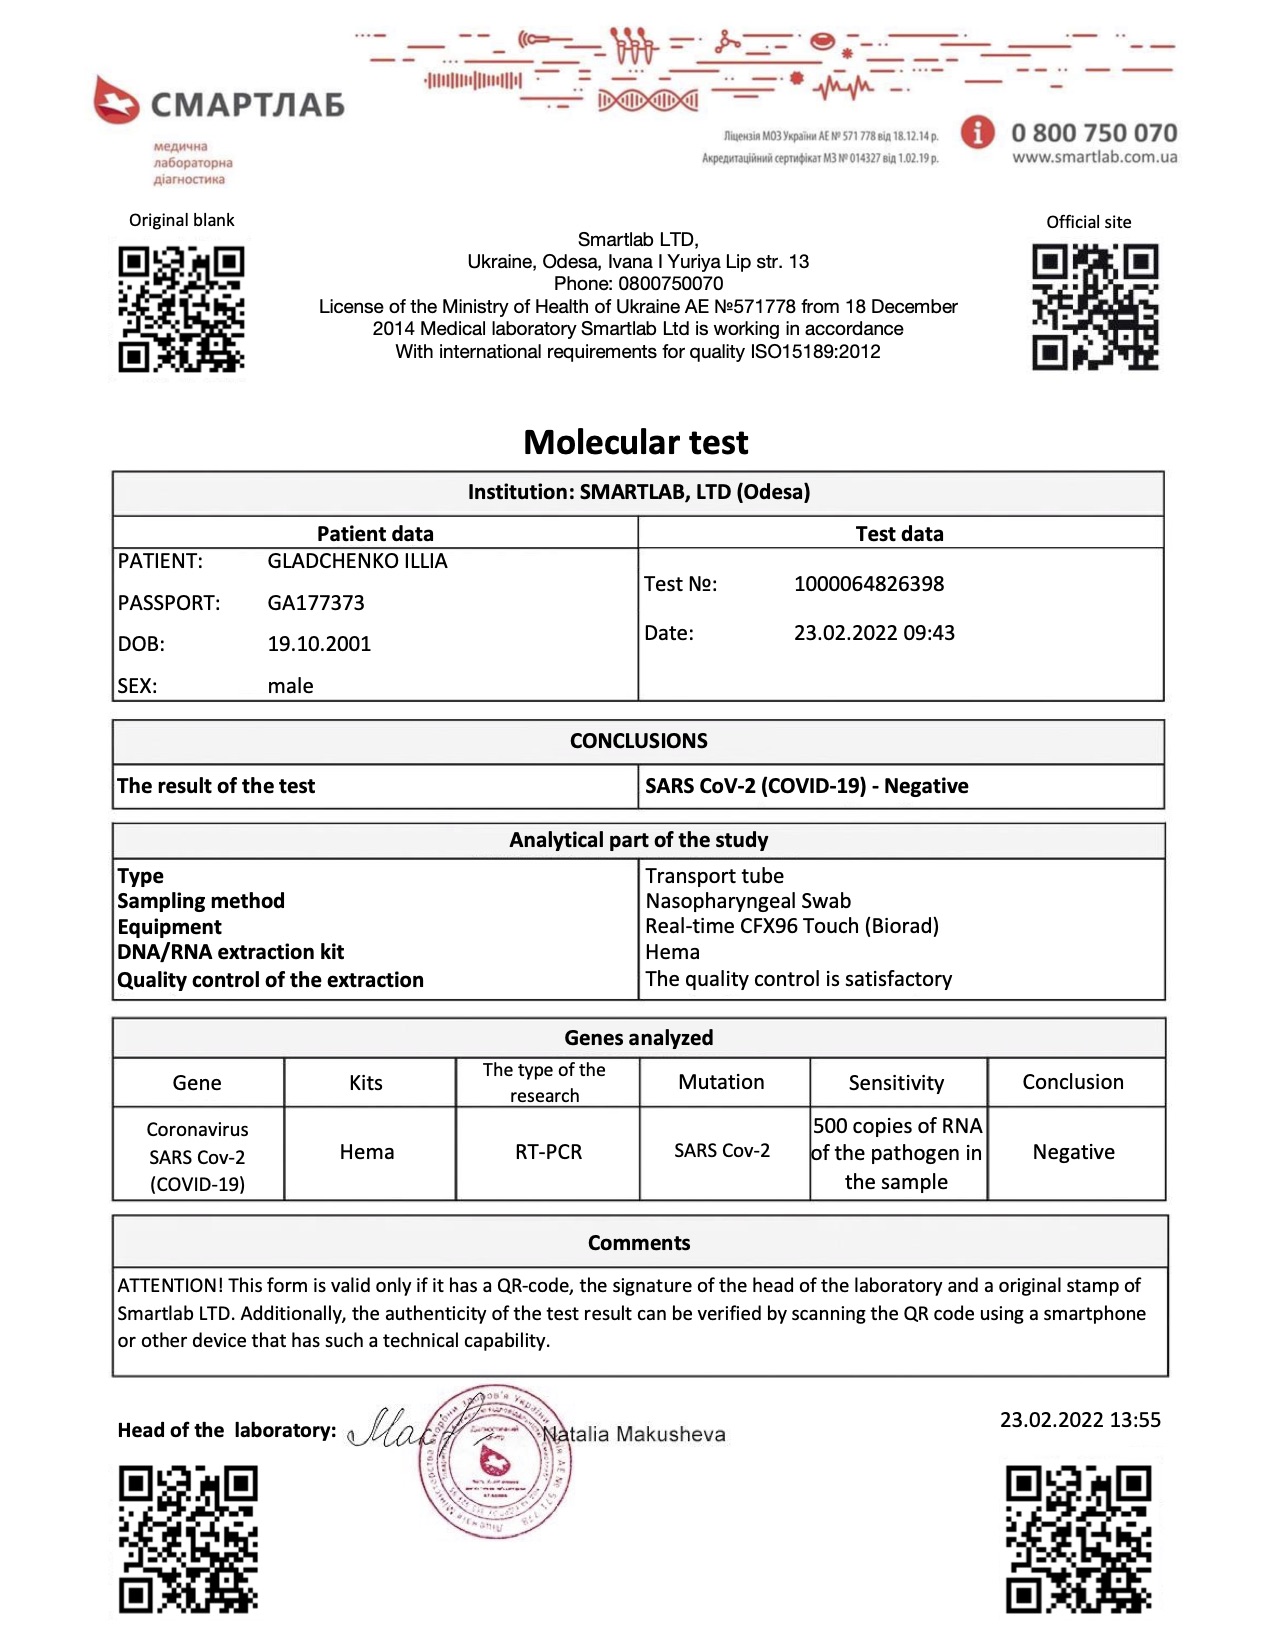 СМАРТЛАБ
медична
лабораторна
діагностика
Ліцензія МОЗ України АЕ № 571 778 від 18.12.14 р.
Акредитаційний сертифікат МЗ № 014327 від 1.02.19 р.
0 800 750 070
www.smartlab.com.ua
Original blank
Official site
Smartlab LTD,
Ukraine, Odesa, Ivana I Yuriya Lip str. 13
Phone: 0800750070
License of the Ministry of Health of Ukraine AE №571778 from 18 December
2014 Medical laboratory Smartlab Ltd is working in accordance
With international requirements for quality ISO15189:2012
Molecular test
Institution: SMARTLAB, LTD (Odesa)
Patient data
Test data
PATIENT: GLADCHENKO ILLIA
PASSPORT: GA177373
DOB: 19.10.2001
SEX: male
Test №: 1000064826398
Date: 23.02.2022 09:43
CONCLUSIONS
The result of the test
SARS CoV-2 (COVID-19) - Negative
Analytical part of the study
Type Transport tube
Sampling method Nasopharyngeal Swab
Equipment Real-time CFX96 Touch (Biorad)
DNA/RNA extraction kit Hema
Quality control of the extraction The quality control is satisfactory
Genes analyzed
Gene
Kits
The type of the
research
Mutation
Sensitivity
Conclusion
Coronavirus
SARS Cov-2
(COVID-19)
Hema
RT-PCR
SARS Cov-2
500 copies of RNA
of the pathogen in
the sample
Negative
Comments
ATTENTION! This form is valid only if it has a QR-code, the signature of the head of the laboratory and a original stamp of
Smartlab LTD. Additionally, the authenticity of the test result can be verified by scanning the QR code using a smartphone
or other device that has such a technical capability.
Head of the laboratory:
Natalia Makusheva
23.02.2022 13:55